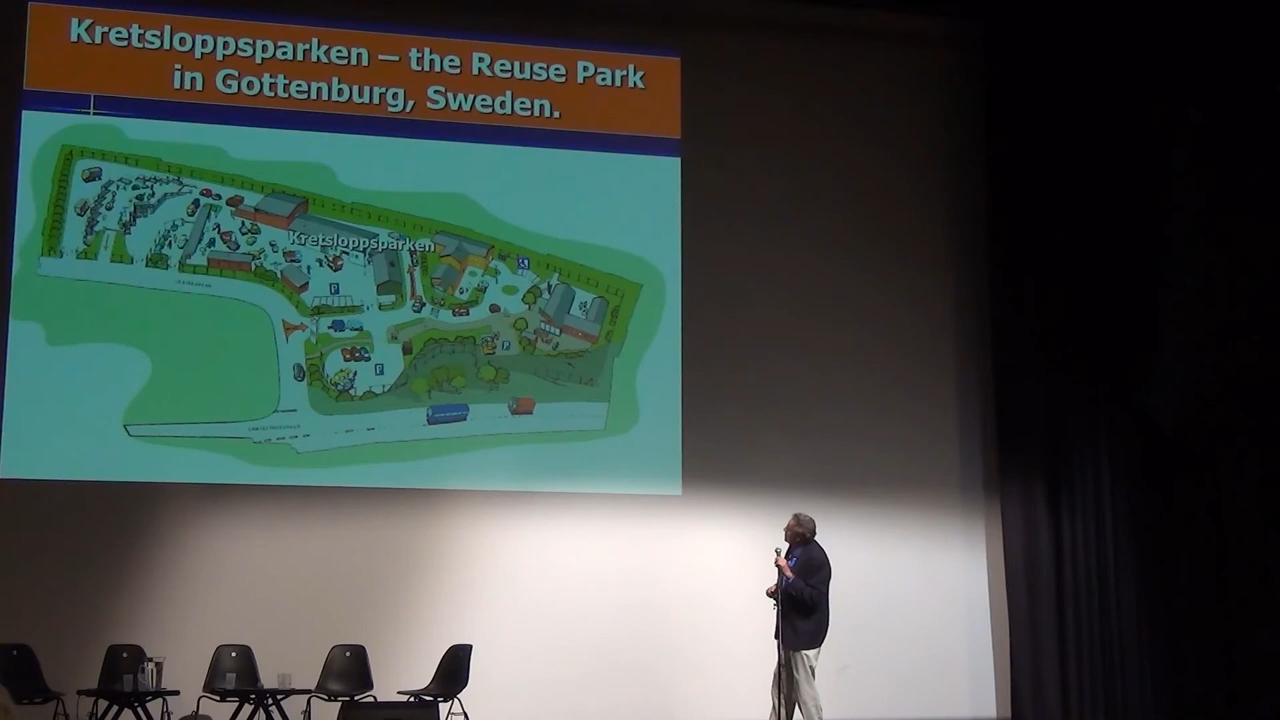 Kretsloppsparken – the Reuse Park
in Gottenburg, Sweden.
Kretsloppsparken
P
P
P